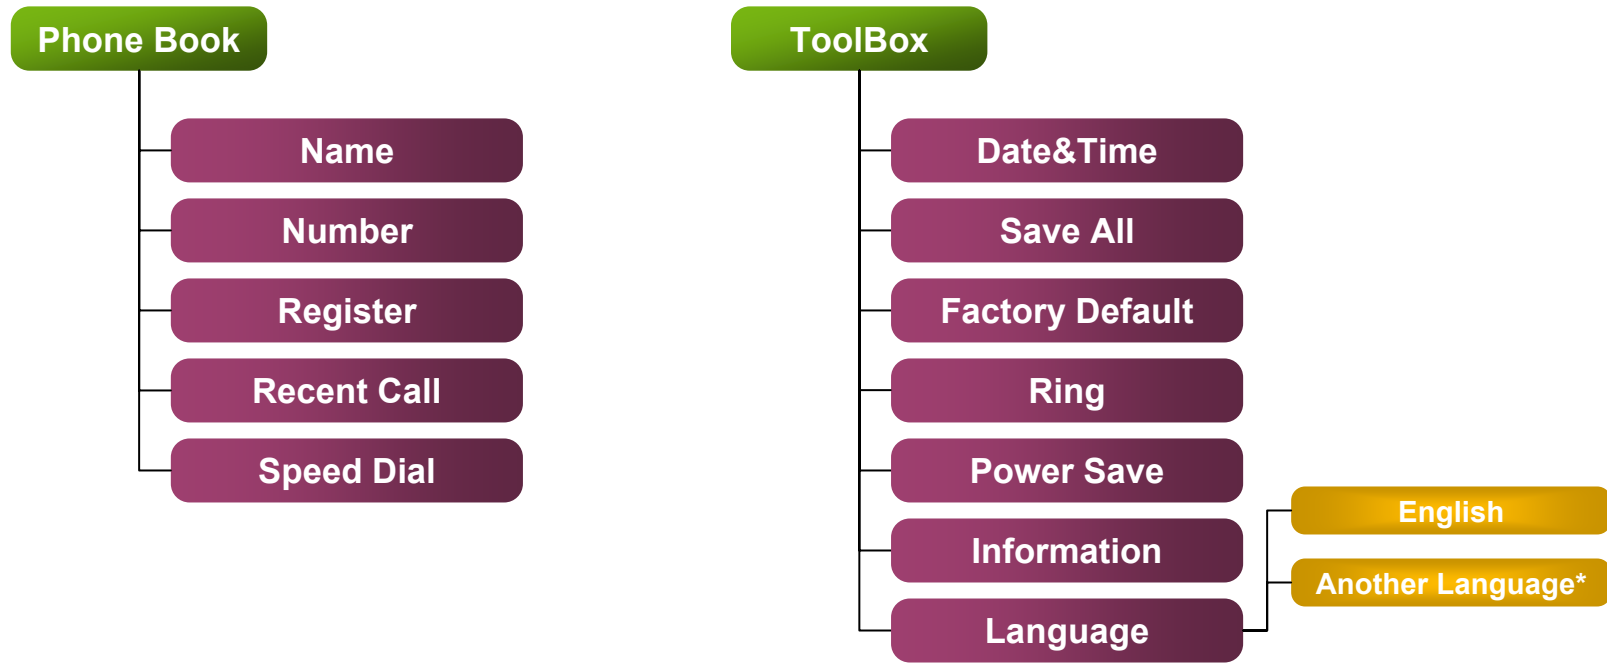 Phone Book
Name
Number
Register
Recent Call
Speed Dial
ToolBox
Date&Time
Save All
Factory Default
Ring
Power Save
Information
Language
English
Another Language*